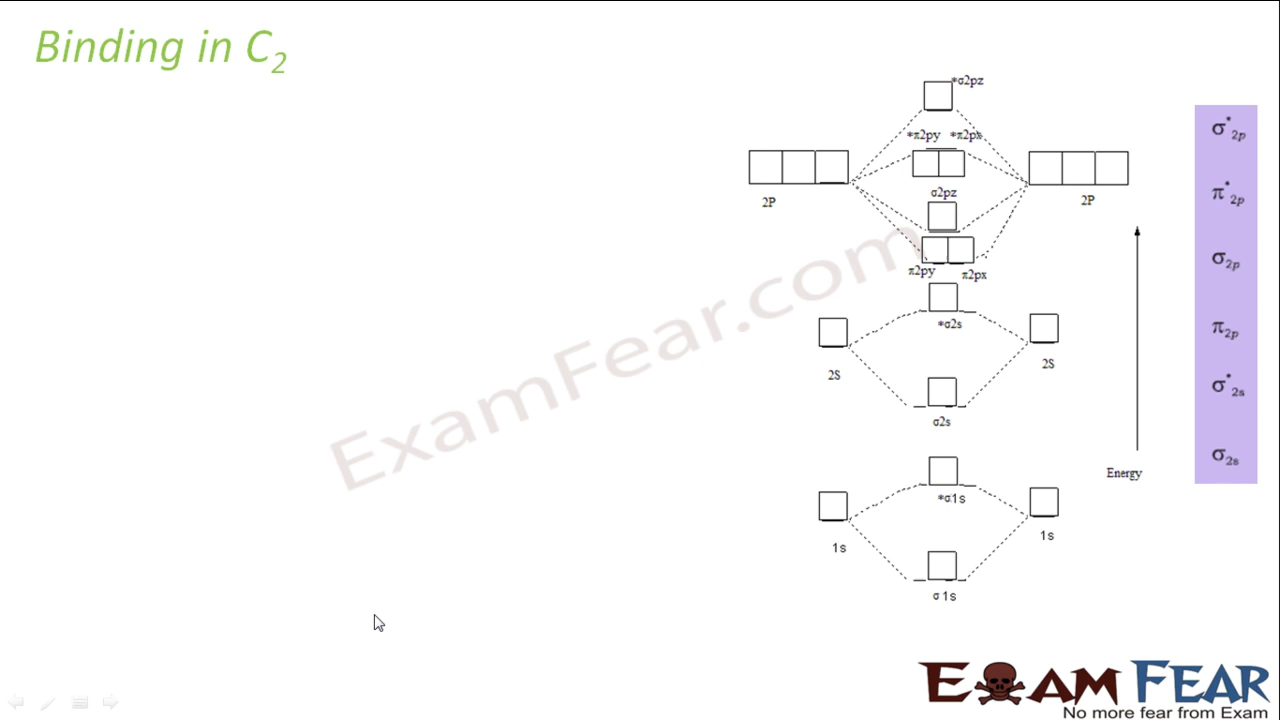 Binding in C2
*σ2pz
*π2py *π2px
σ2pz
2P
2P
π2py π2px
*σ2s
2S
2S
σ2s
*σ1s
1s
1s
σ1s
Energy
σ*2p
π*2p
σ2p
π2p
σ*2s
σ2s
ExamFear.com
EXAM FEAR
No more fear from Exam